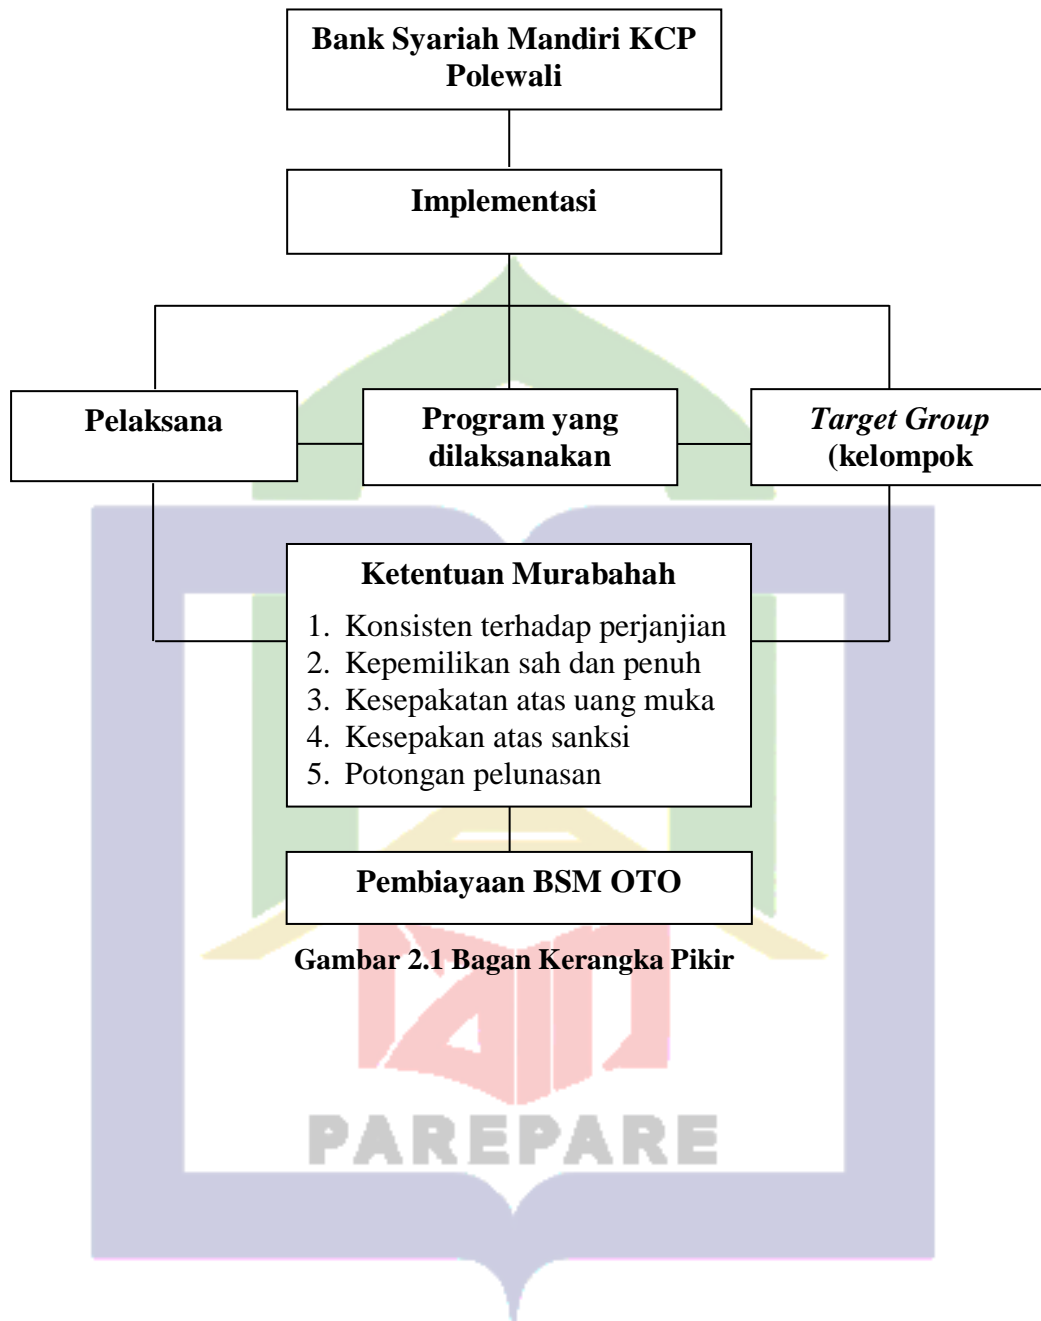 Bank Syariah Mandiri KCP
Polewali
Implementasi
Pelaksana
Program yang
dilaksanakan
Target Group
(kelompok
Ketentuan Murabahah
1. Konsisten terhadap perjanjian
2. Kepemilikan sah dan penuh
3. Kesepakatan atas uang muka
4. Kesepakan atas sanksi
5. Potongan pelunasan
Pembiayaan BSM OTO
Gambar 2.1 Bagan Kerangka Pikir
PAREPARE